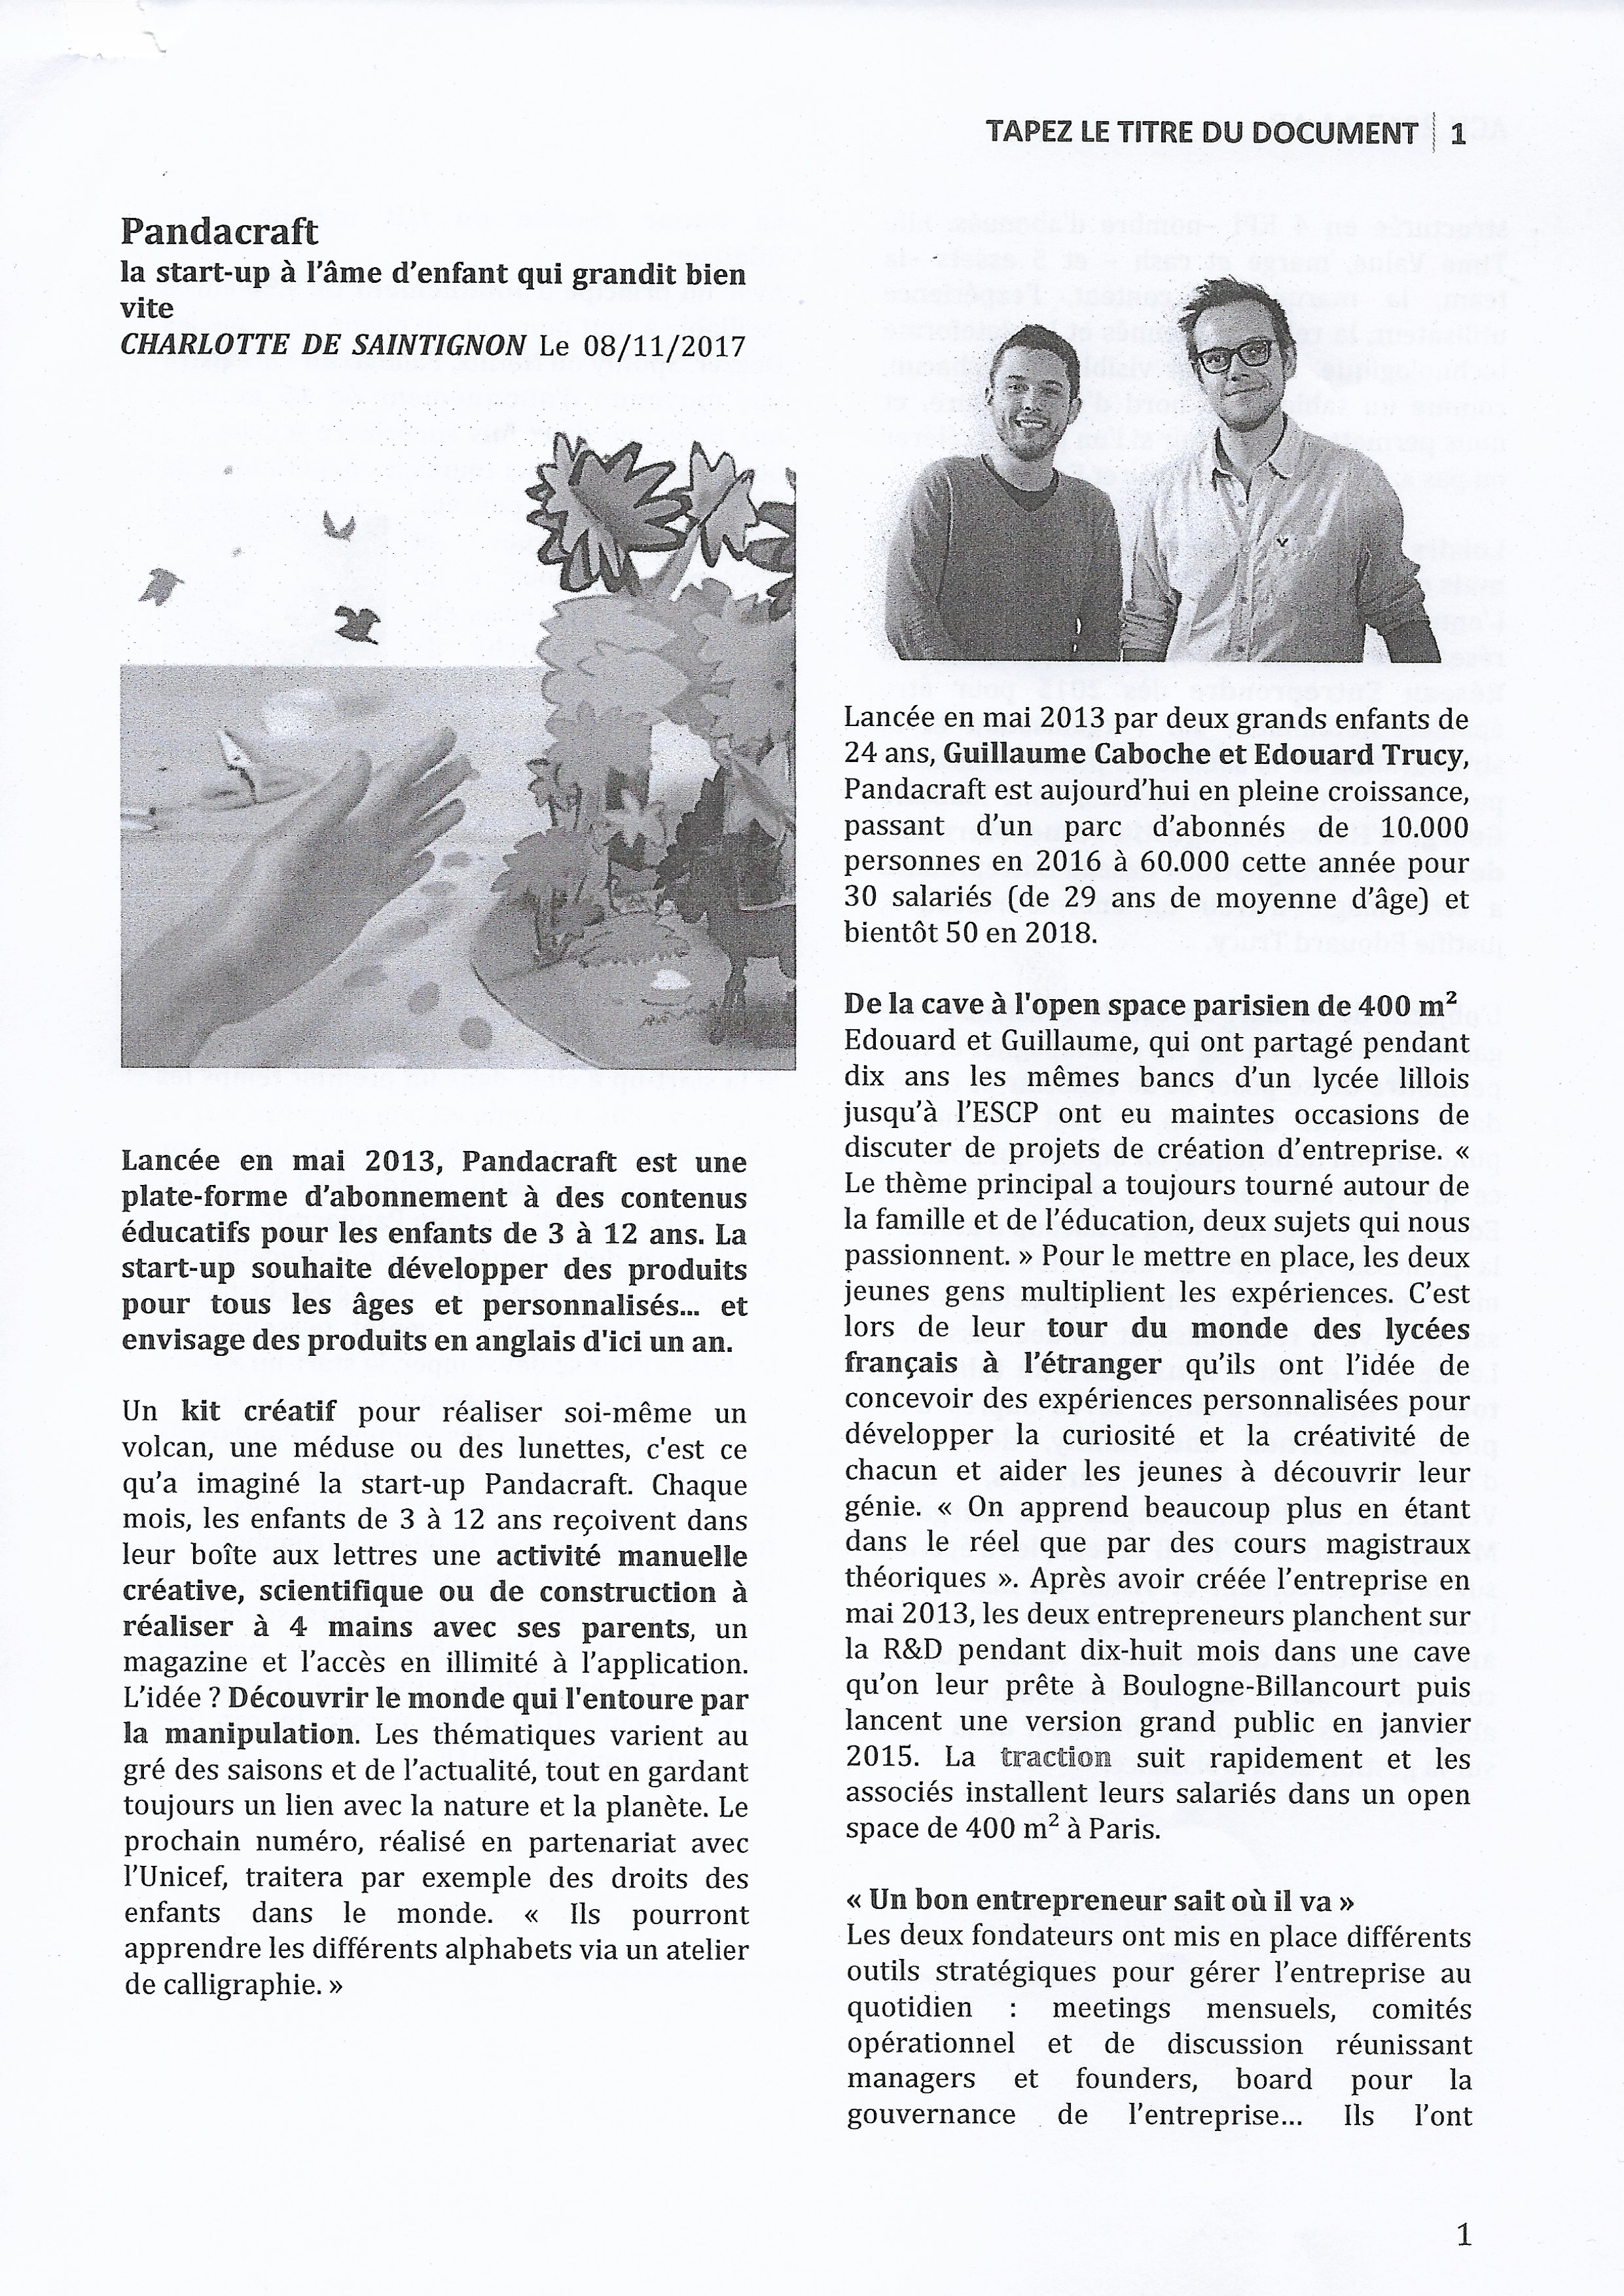 TAPEZ LE TITRE DU DOCUMENT 1
Pandacraft
la start-up à l'âme d'enfant qui grandit bien
vite
CHARLOTTE DE SAINTIGNON Le 08/11/2017
Lancée en mai 2013, Pandacraft est une
plate-forme d'abonnement à des contenus
éducatifs pour les enfants de 3 à 12 ans. La
start-up souhaite développer des produits
pour tous les âges et personnalisés... et
envisage des produits en anglais d'ici un an.
Un kit créatif pour réaliser soi-même un
volcan, une méduse ou des lunettes, c'est ce
qu'a imaginé la start-up Pandacraft. Chaque
mois, les enfants de 3 à 12 ans reçoivent dans
leur boîte aux lettres une activité manuelle
créative, scientifique ou de construction à
réaliser à 4 mains avec ses parents, un
magazine et l'accès en illimité à l'application.
L'idée ? Découvrir le monde qui l'entoure par
la manipulation. Les thématiques varient au
gré des saisons et de l'actualité, tout en gardant
toujours un lien avec la nature et la planète. Le
prochain numéro, réalisé en partenariat avec
l'Unicef, traitera par exemple des droits des
enfants dans le monde. « Ils pourront
apprendre les différents alphabets via un atelier
de calligraphie. »
Lancée en mai 2013 par deux grands enfants de
24 ans, Guillaume Caboche et Edouard Trucy,
Pandacraft est aujourd'hui en pleine croissance,
passant d'un parc d'abonnés de 10.000
personnes en 2016 à 60.000 cette année pour
30 salariés (de 29 ans de moyenne d'âge) et
bientôt 50 en 2018.
De la cave à l'open space parisien de 400 m²
Edouard et Guillaume, qui ont partagé pendant
dix ans les mêmes bancs d'un lycée lillois
jusqu'à l'ESCP ont eu maintes occasions de
discuter de projets de création d'entreprise. «
Le thème principal a toujours tourné autour de
la famille et de l'éducation, deux sujets qui nous
passionnent. » Pour le mettre en place, les deux
jeunes gens multiplient les expériences. C'est
lors de leur tour du monde des lycées
français à l'étranger qu'ils ont l'idée de
concevoir des expériences personnalisées pour
développer la curiosité et la créativité de
chacun et aider les jeunes à découvrir leur
génie. « On apprend beaucoup plus en étant
dans le réel que par des cours magistraux
théoriques ». Après avoir créée l'entreprise en
mai 2013, les deux entrepreneurs planchent sur
la R&D pendant dix-huit mois dans une cave
qu'on leur prête à Boulogne-Billancourt puis
lancent une version grand public en janvier
2015. La traction suit rapidement et les
associés installent leurs salariés dans un open
space de 400 m² à Paris.
« Un bon entrepreneur sait où il va »
Les deux fondateurs ont mis en place différents
outils stratégiques pour gérer l'entreprise au
quotidien : meetings mensuels, comités
opérationnel et de discussion réunissant
managers et founders, board pour la
gouvernance de l'entreprise... Ils l'ont
1